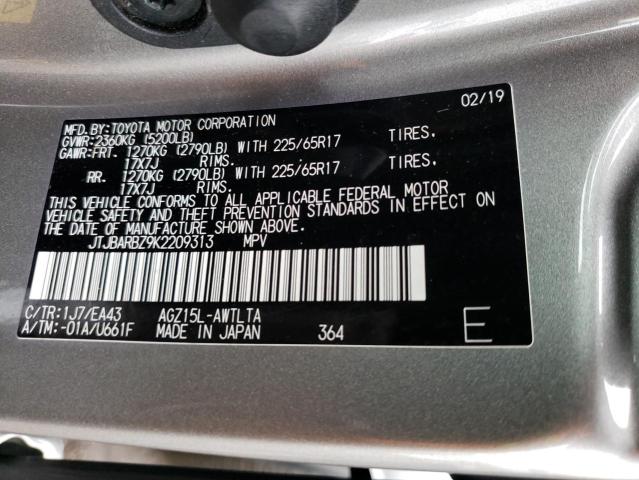 MFD.BY:TOYOTA MOTOR CORPORATION 02/19
GVWR:2360KG (5200LB)
GAWR:FRT. 1270KG (2790LB) WITH 225/65R17 TIRES.
17X7J RIMS.
RR. 1270KG (2790LB) WITH 225/65R17 TIRES.
17X7J RIMS.
THIS VEHICLE CONFORMS TO ALL APPLICABLE FEDERAL MOTOR
VEHICLE SAFETY AND THEFT PREVENTION STANDARDS IN EFFECT ON
THE DATE OF MANUFACTURE SHOWN ABOVE.
JTJBARBZ9K2209313 MPV
C/TR:1J7/EA43 AGZ15L-AWTLTA
A/TM:-01A/U661F MADE IN JAPAN 364 E